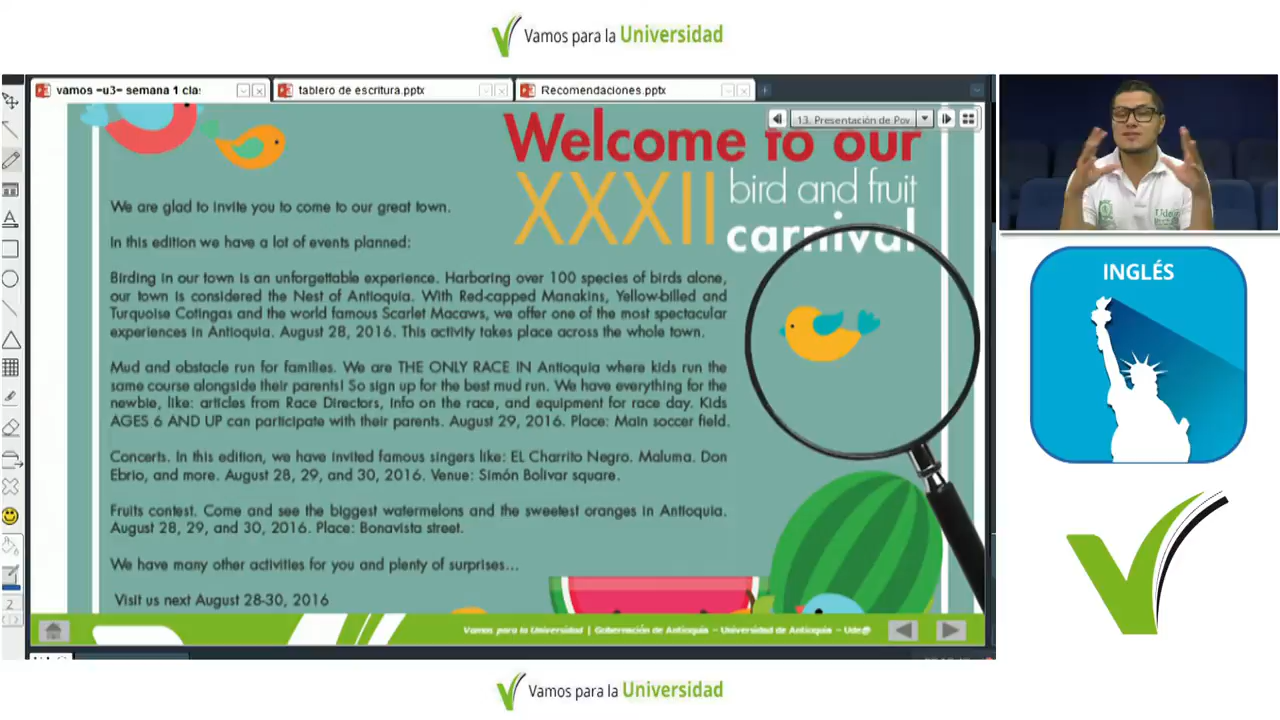 Vamos para la Universidad
vamos =u3= semana 1 cla:
tablero de escritura.pptx
Recomendaciones.pptx
13. Presentación de Pov
Welcome to our
XXXII bird and fruit
carnival
We are glad to invite you to come to our great town.
In this edition we have a lot of events planned:
Birding in our town is an unforgettable experience. Harboring over 100 species of birds alone,
our town is considered the Nest of Antioquia. With Red-capped Manakins, Yellow-billed and
Turquoise Cotingas and the world famous Scarlet Macaws, we offer one of the most spectacular
experiences in Antioquia. August 28, 2016. This activity takes place across the whole town.
Mud and obstacle run for families. We are THE ONLY RACE IN Antioquia where kids run the
same course alongside their parents! So sign up for the best mud run. We have everything for the
newbie, like: articles from Race Directors, Info on the race, and equipment for race day. Kids
AGES 6 AND UP can participate with their parents. August 29, 2016. Place: Main soccer field.
Concerts. In this edition, we have invited famous singers like: EL Charrito Negro. Maluma. Don
Ebrio, and more. August 28, 29, and 30, 2016. Venue: Simón Bolivar square.
Fruits contest. Come and see the biggest watermelons and the sweetest oranges in Antioquia.
August 28, 29, and 30, 2016. Place: Bonavista street.
We have many other activities for you and plenty of surprises...
Visit us next August 28-30, 2016
Vamos para la Universidad | Gobernación de Antioquia – Universidad de Antioquia – Ude@
2
UdeA
INGLÉS
Vamos para la Universidad